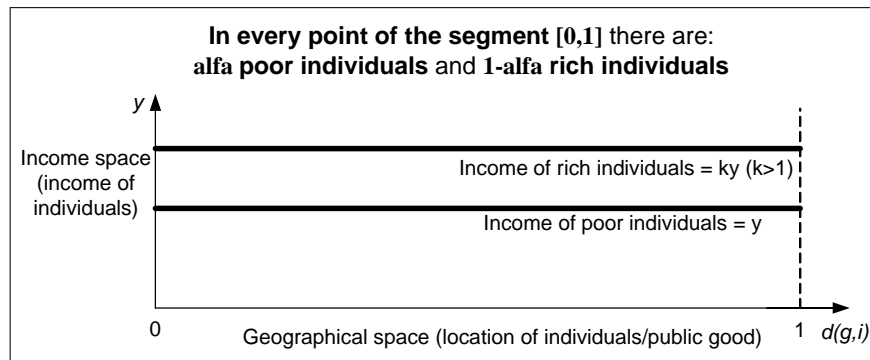 In every point of the segment [0,1] there are:
alfa poor individuals and 1-alfa rich individuals
y
Income space
(income of
individuals)
Income of rich individuals = ky (k>1)
Income of poor individuals = y
0
Geographical space (location of individuals/public good)
1
d(g,i)